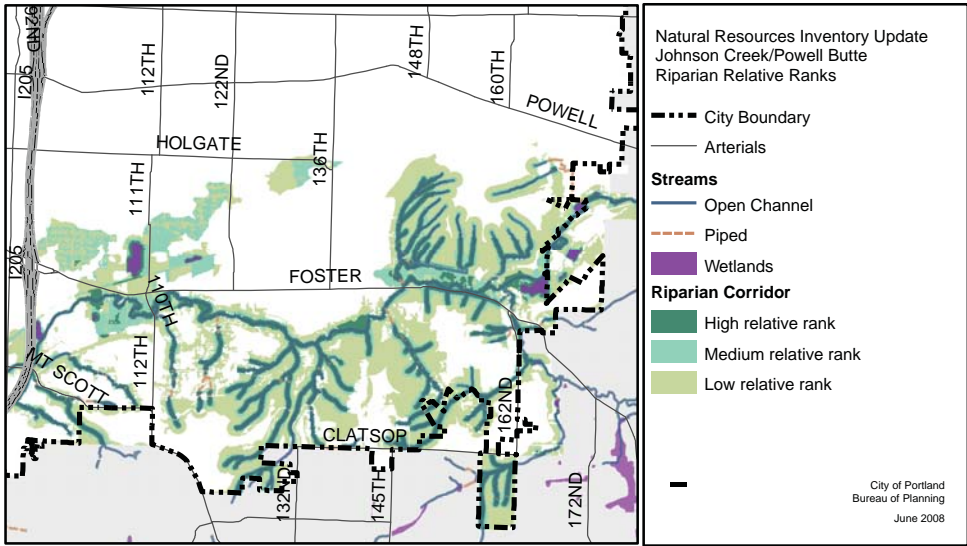 92ND
I205
112TH
122ND
148TH
160TH
POWELL
HOLGATE
136TH
111TH
I205
FOSTER
110TH
112TH
MT SCOTT
162ND
CLATSOP
132ND
145TH
172ND
Natural Resources Inventory Update
Johnson Creek/Powell Butte
Riparian Relative Ranks
City Boundary
Arterials
Streams
Open Channel
Piped
Wetlands
Riparian Corridor
High relative rank
Medium relative rank
Low relative rank
City of Portland
Bureau of Planning
June 2008